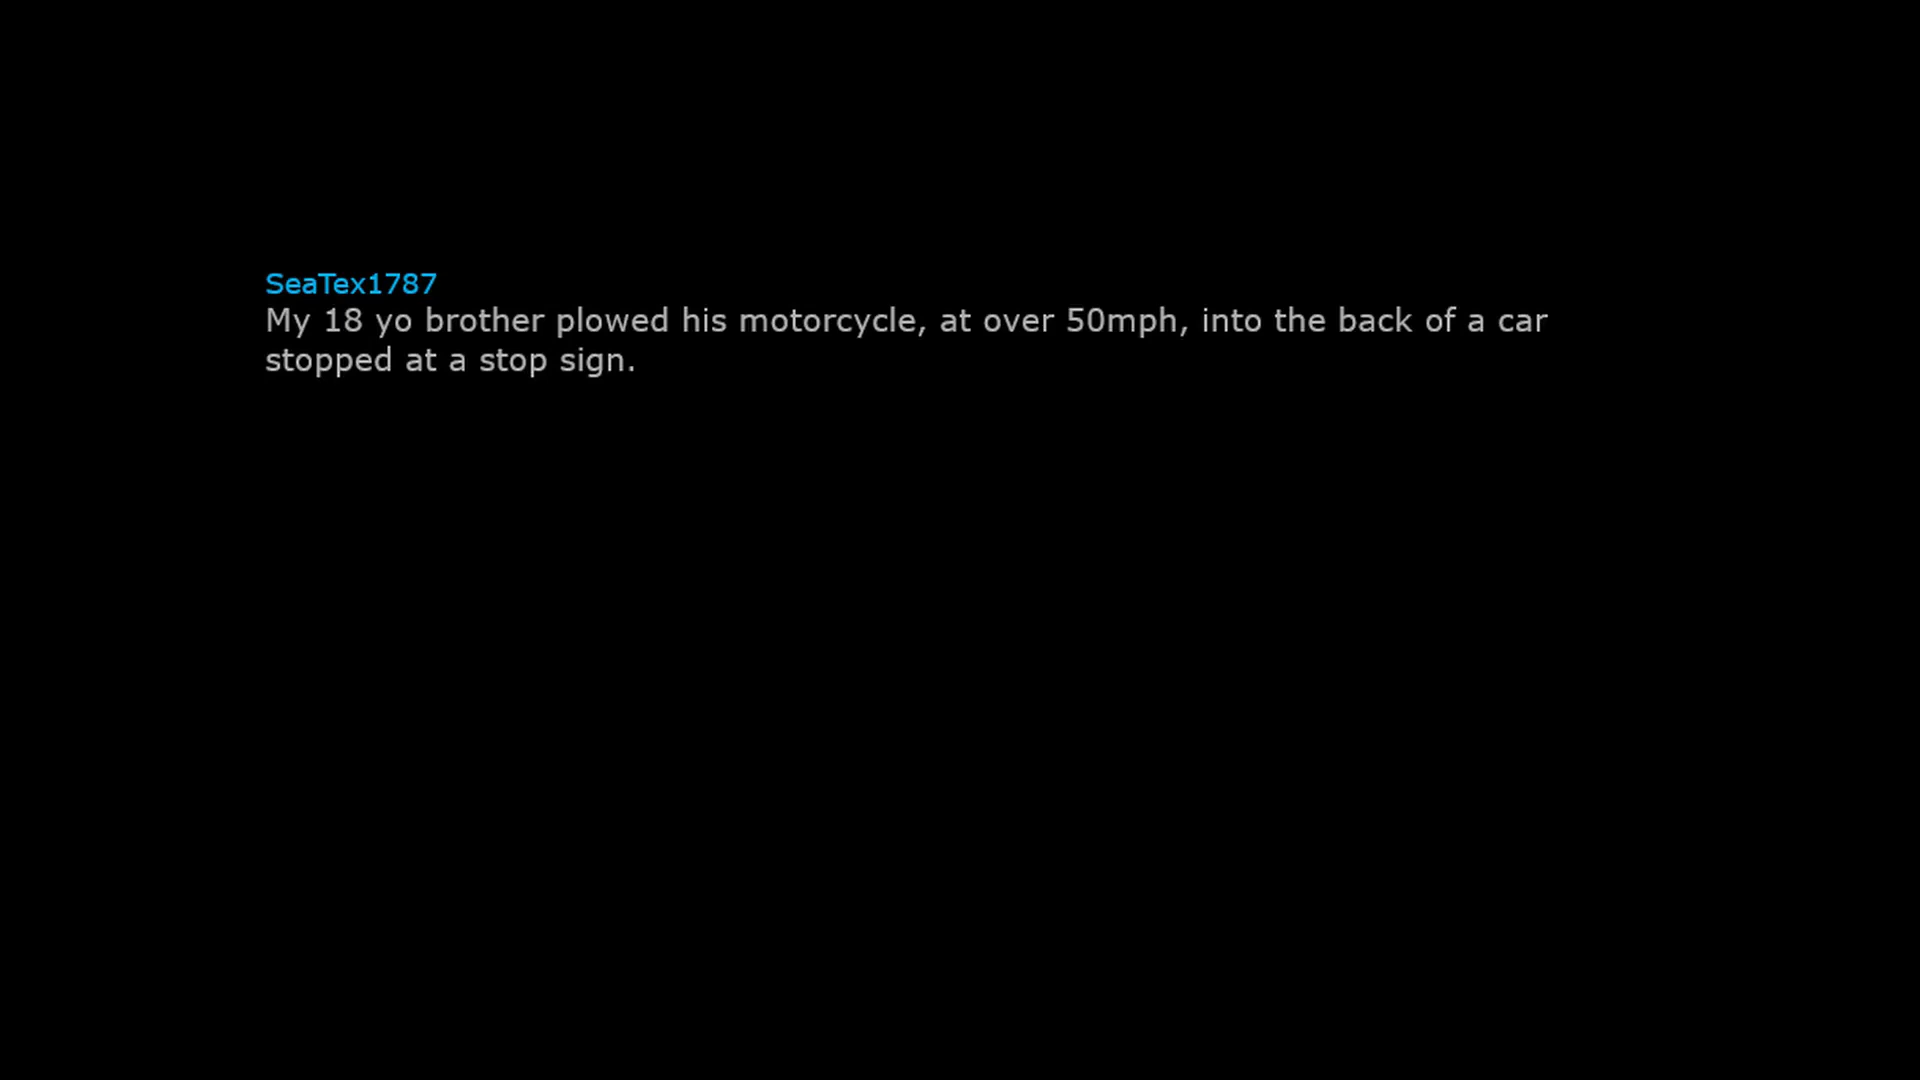 SeaTex1787
My 18 yo brother plowed his motorcycle, at over 50mph, into the back of a car
stopped at a stop sign.